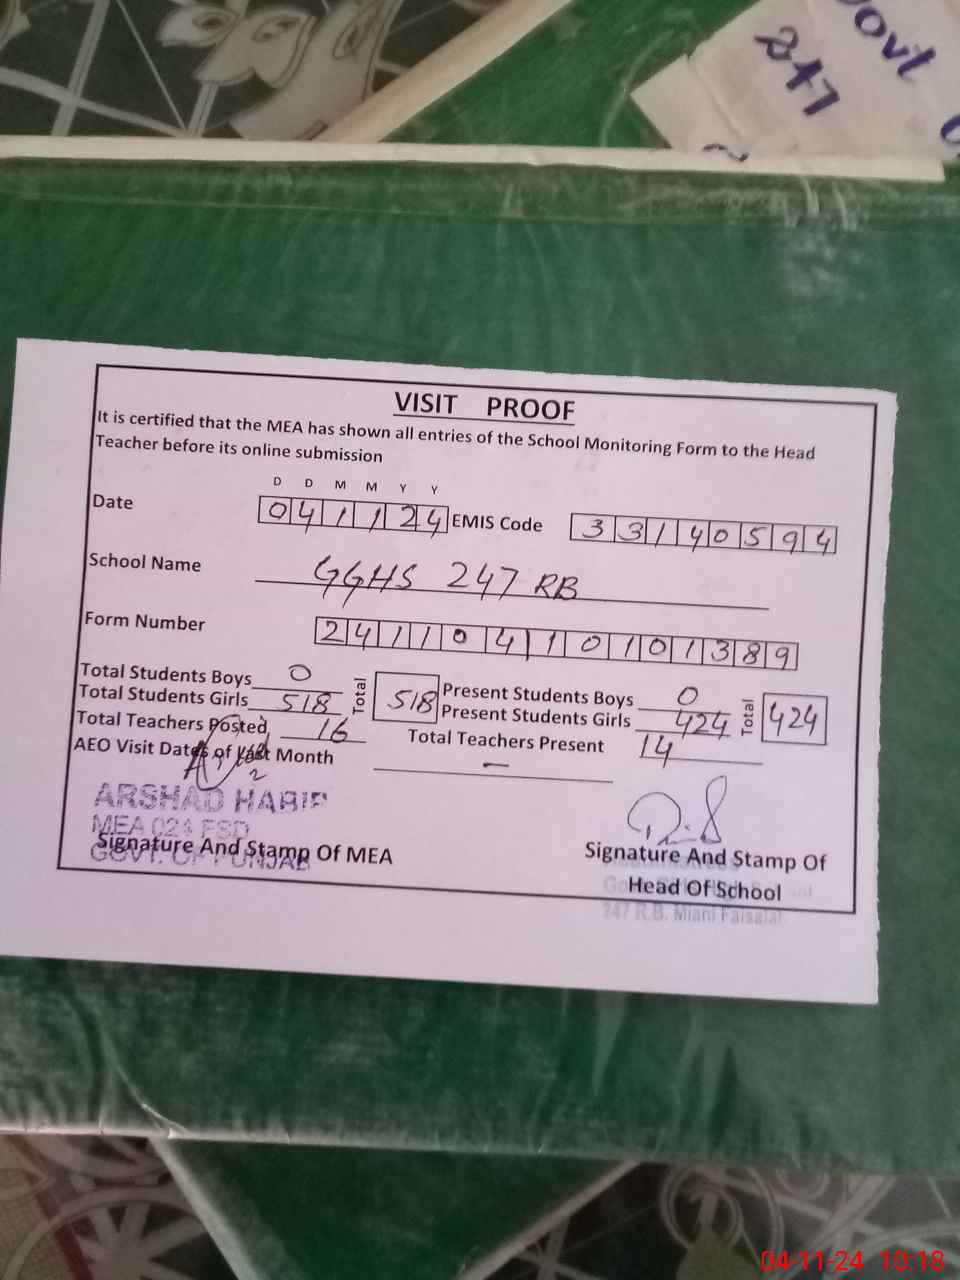 Govt
247
VISIT PROOF
It is certified that the MEA has shown all entries of the School Monitoring Form to the Head
Teacher before its online submission
D D M M Y Y
Date 041124 EMIS Code 33140594
School Name GGHS 247 RB
Form Number 24110410101389
Total Students Boys 0 Total 518 Present Students Boys 0 Total 424
Total Students Girls 518 Present Students Girls 424
Total Teachers Posted 16 Total Teachers Present 14
AEO Visit Dates of Last Month —
ARSHAD HABIB
MEA 024 FSD
GOVT. OF PUNJAB
Signature And Stamp Of MEA
Signature And Stamp Of
Head Of School
247 R.B. Miani Faisalab
04-11-24 10:18